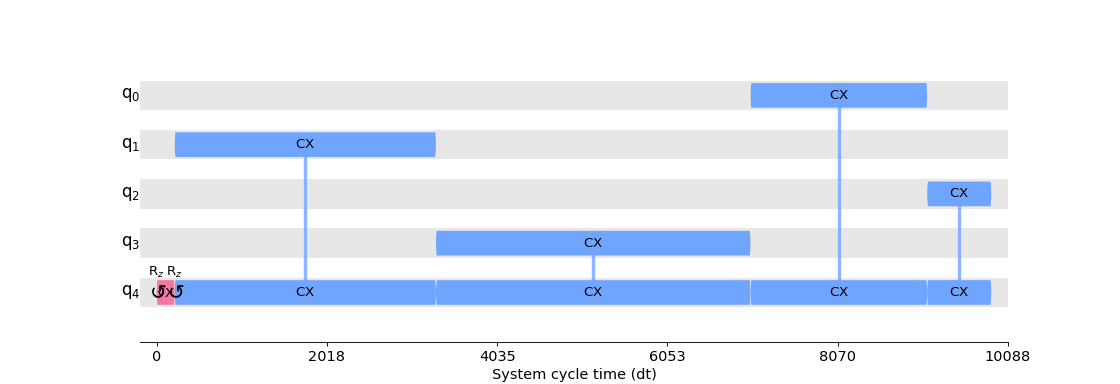 q0 CX
q1 CX
q2 CX
q3 CX
Rz Rz
q4 CX CX CX CX
0 2018 4035 6053 8070 10088
System cycle time (dt)